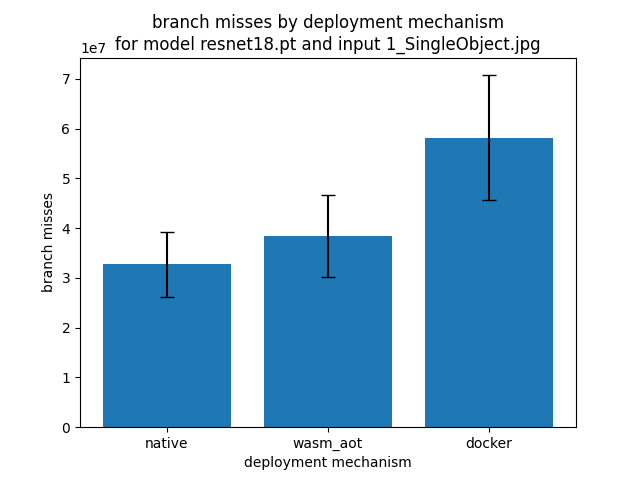 branch misses by deployment mechanism
for model resnet18.pt and input 1_SingleObject.jpg
1e7
7
6
5
4
3
2
1
0
branch misses
native wasm_aot docker
deployment mechanism